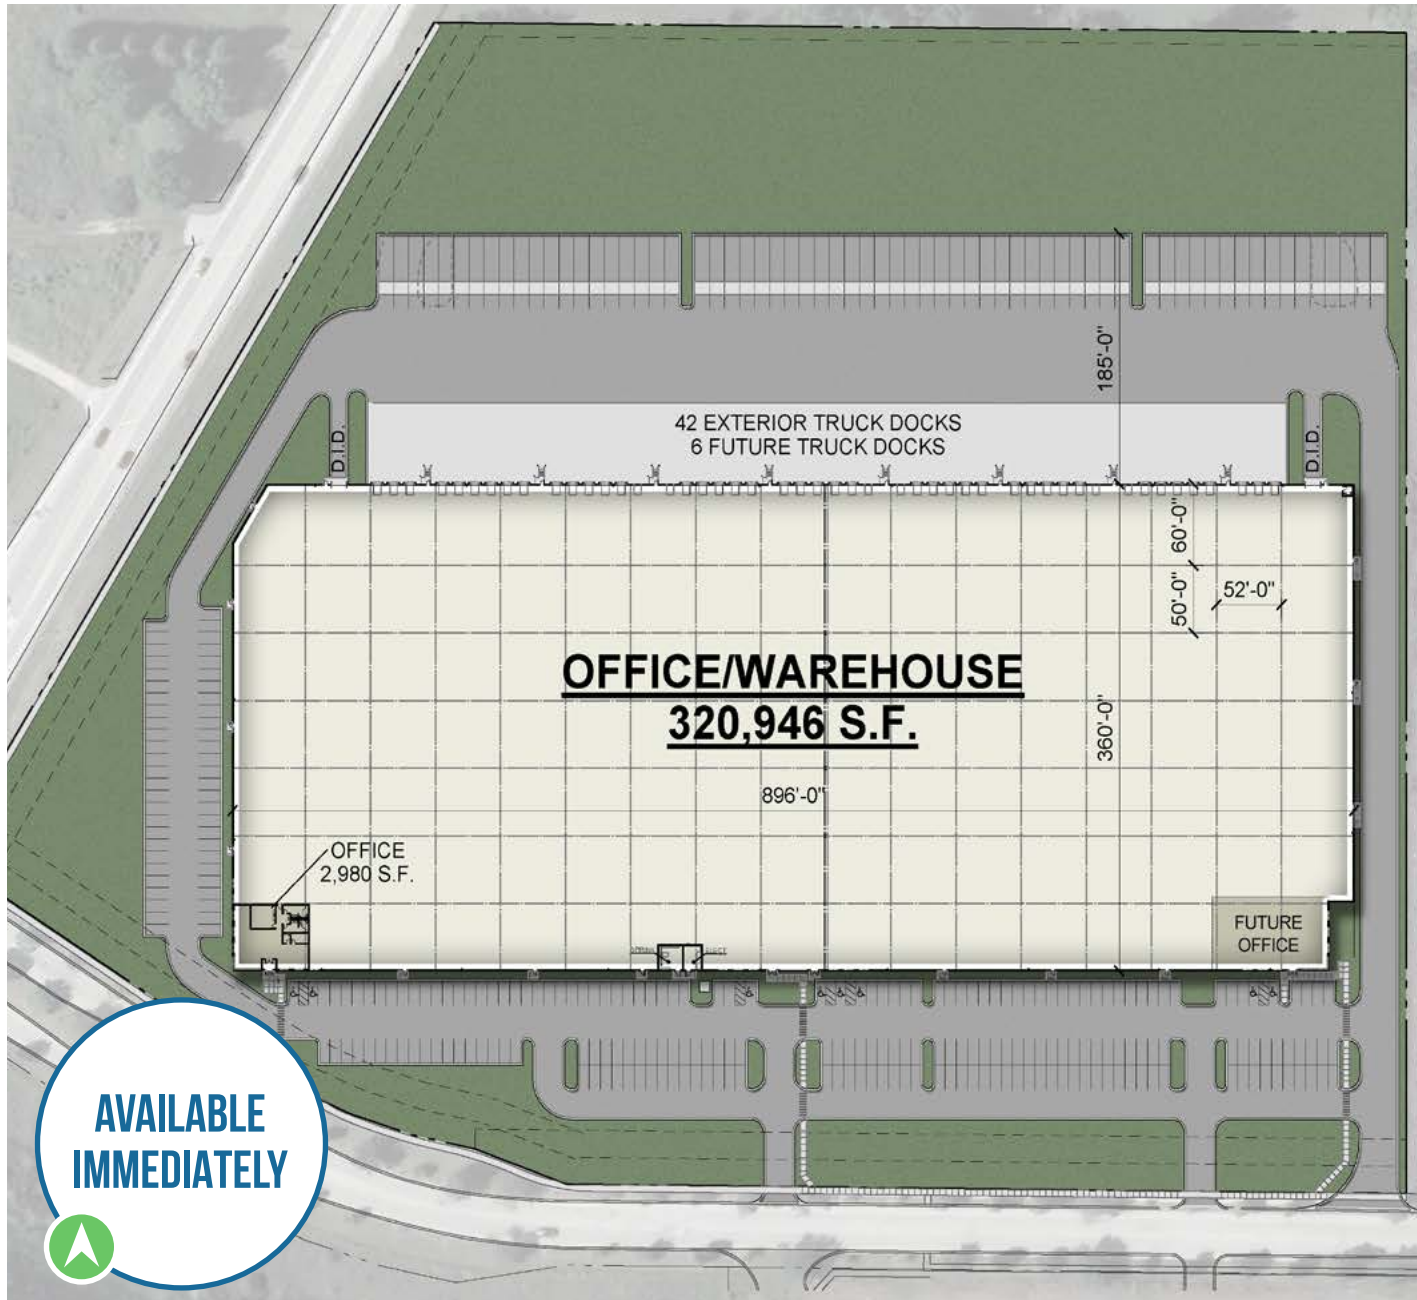 185'-0"
42 EXTERIOR TRUCK DOCKS
6 FUTURE TRUCK DOCKS
D.I.D.
D.I.D.
60'-0"
50'-0"
52'-0"
OFFICE/WAREHOUSE
320,946 S.F.
360'-0"
896'-0"
OFFICE
2,980 S.F.
FUTURE
OFFICE
AVAILABLE
IMMEDIATELY